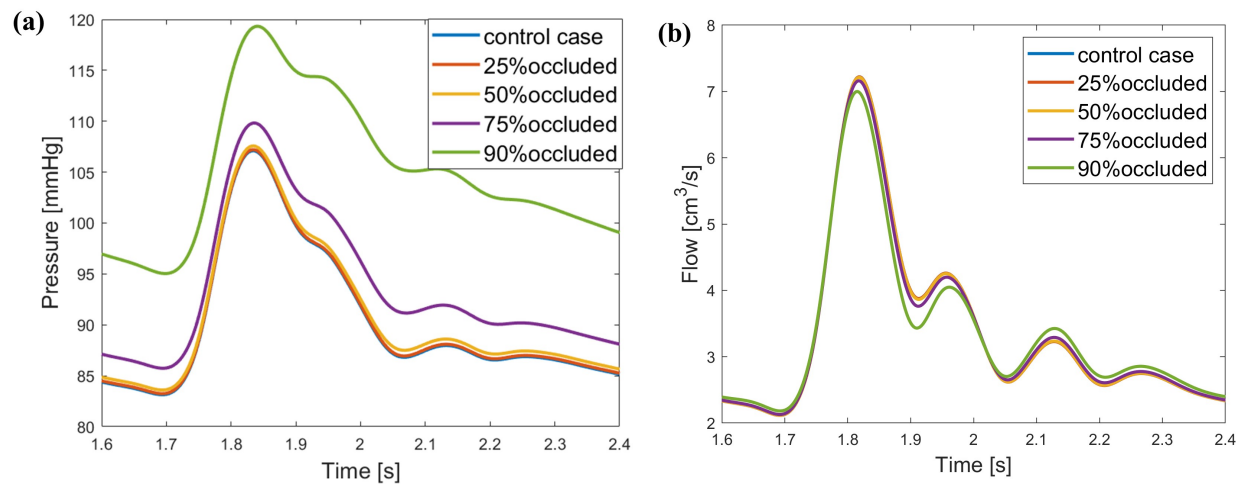 (a)
120
115
110
105
100
95
90
85
80
Pressure [mmHg]
control case
25%occluded
50%occluded
75%occluded
90%occluded
1.6 1.7 1.8 1.9 2 2.1 2.2 2.3 2.4
Time [s]
(b)
8
7
6
5
4
3
2
Flow [cm³/s]
control case
25%occluded
50%occluded
75%occluded
90%occluded
1.6 1.7 1.8 1.9 2 2.1 2.2 2.3 2.4
Time [s]